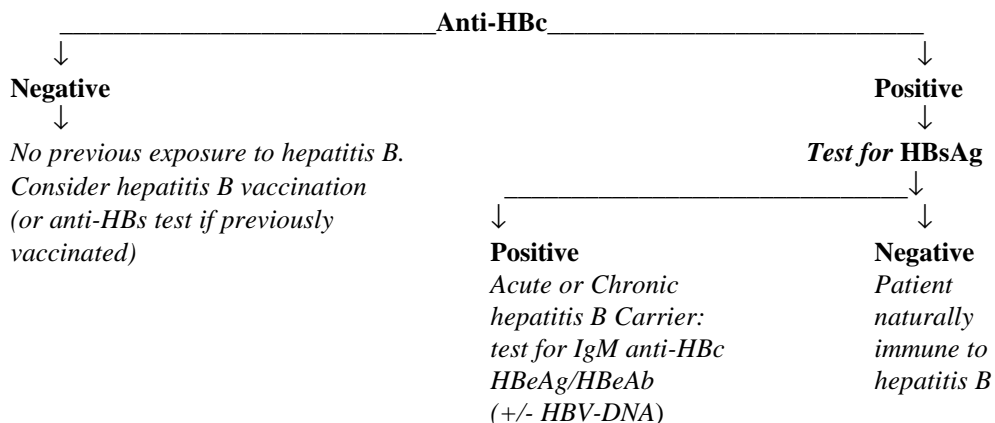 Anti-HBc
↓ ↓
Negative Positive
↓ ↓
No previous exposure to hepatitis B. Test for HBsAg
Consider hepatitis B vaccination ↓
(or anti-HBs test if previously ↓ ↓
vaccinated) Positive Negative
Acute or Chronic Patient
hepatitis B Carrier: naturally
test for IgM anti-HBc immune to
HBeAg/HBeAb hepatitis B
(+/- HBV-DNA)